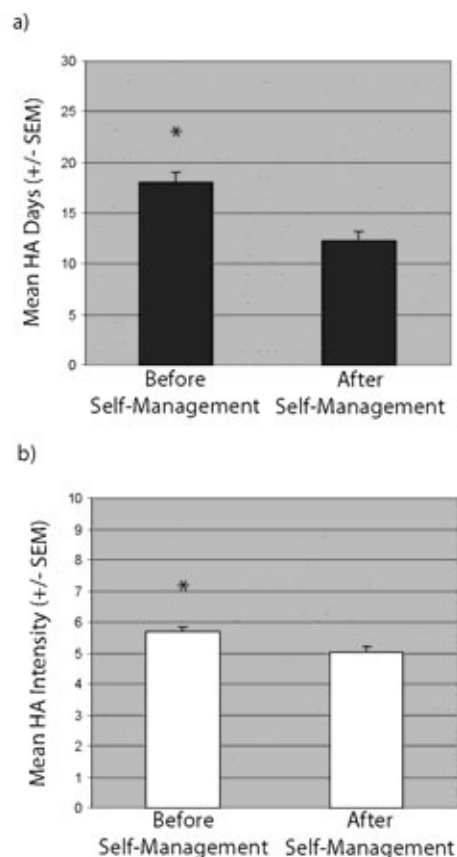 a)
Mean HA Days (+/- SEM)
30
25
20
15
10
5
0
*
Before
Self-Management
After
Self-Management
b)
Mean HA Intensity (+/- SEM)
10
9
8
7
6
5
4
3
2
1
0
*
Before
Self-Management
After
Self-Management